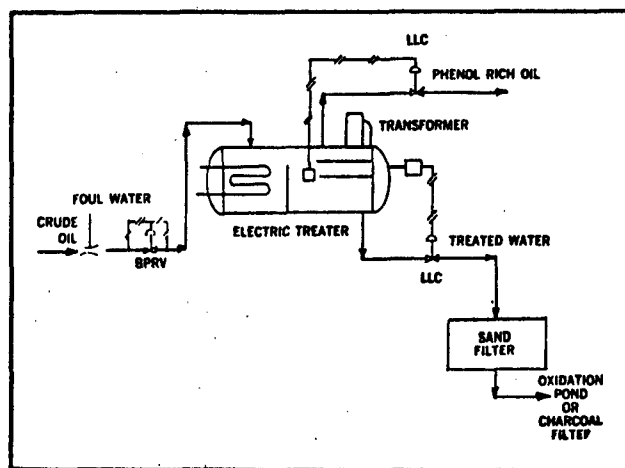 LLC
PHENOL RICH OIL
TRANSFORMER
FOUL WATER
CRUDE
OIL
BPRV
ELECTRIC TREATER
TREATED WATER
LLC
SAND
FILTER
OXIDATION
POND
OR
CHARCOAL
FILTER